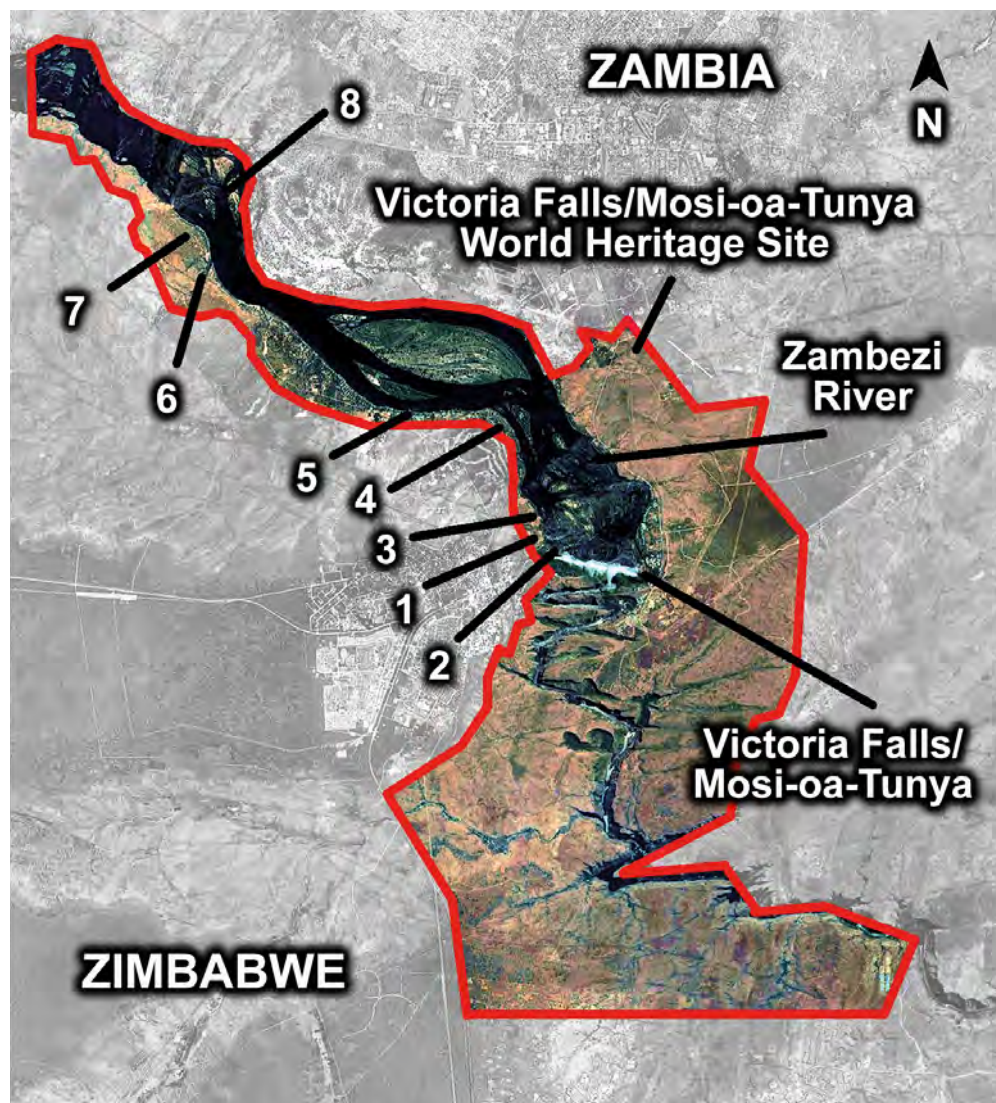 ZAMBIA
N
8
Victoria Falls/Mosi-oa-Tunya
World Heritage Site
7
6
Zambezi
River
5
4
3
1
2
Victoria Falls/
Mosi-oa-Tunya
ZIMBABWE